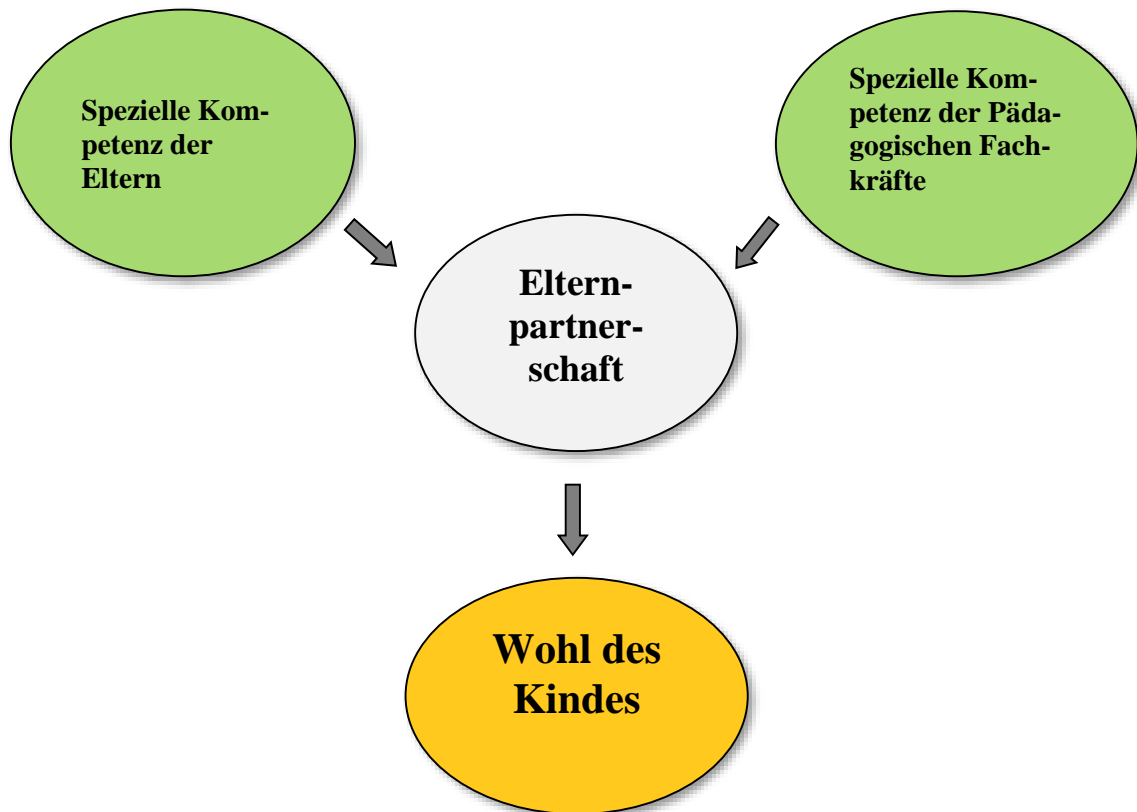 Spezielle Kom-
petenz der
Eltern
Spezielle Kom-
petenz der Päda-
gogischen Fach-
kräfte
Eltern-
partner-
schaft
Wohl des
Kindes